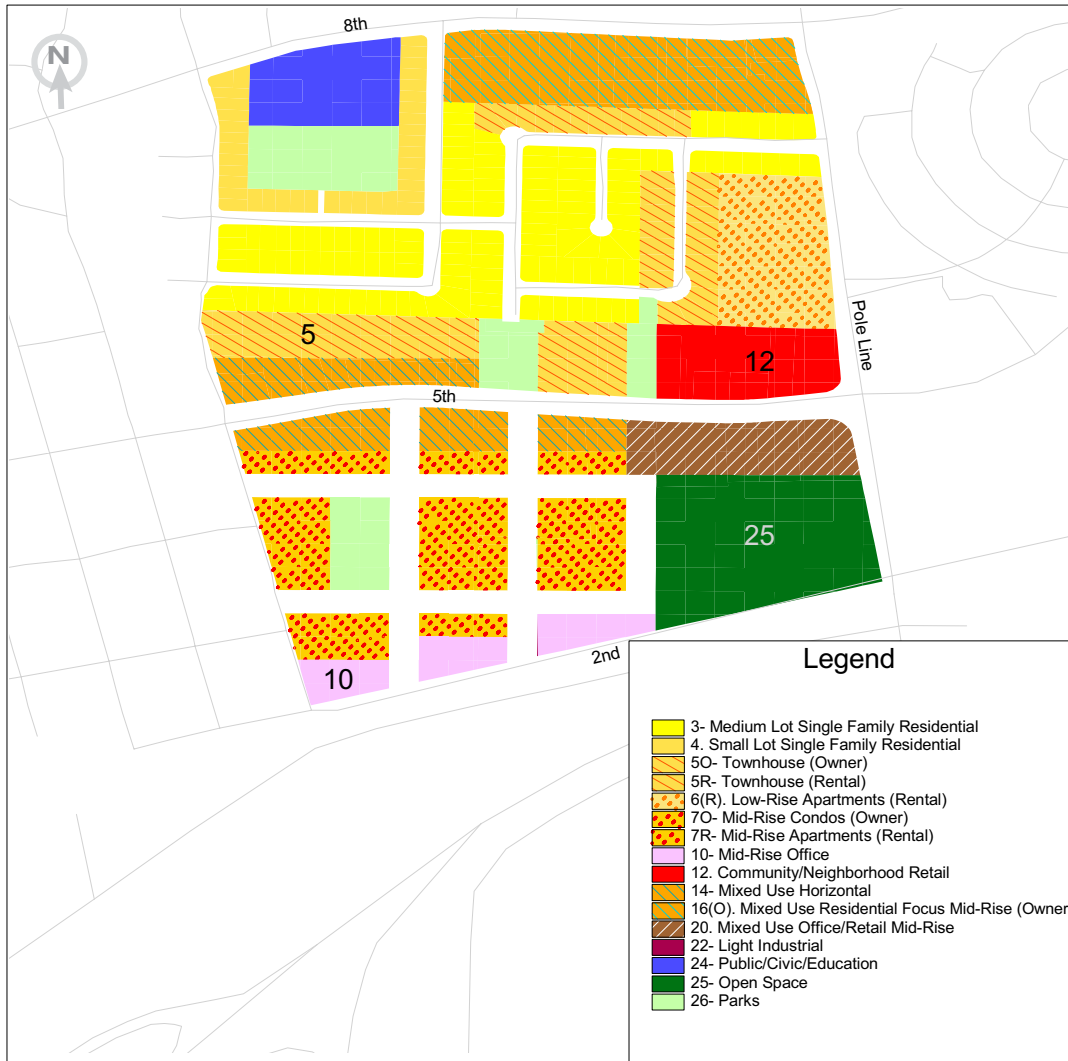 8th
N
Pole Line
5
12
5th
25
2nd
10
Legend
3- Medium Lot Single Family Residential
4. Small Lot Single Family Residential
5O- Townhouse (Owner)
5R- Townhouse (Rental)
6(R). Low-Rise Apartments (Rental)
7O- Mid-Rise Condos (Owner)
7R- Mid-Rise Apartments (Rental)
10- Mid-Rise Office
12. Community/Neighborhood Retail
14- Mixed Use Horizontal
16(O). Mixed Use Residential Focus Mid-Rise (Owner
20. Mixed Use Office/Retail Mid-Rise
22- Light Industrial
24- Public/Civic/Education
25- Open Space
26- Parks